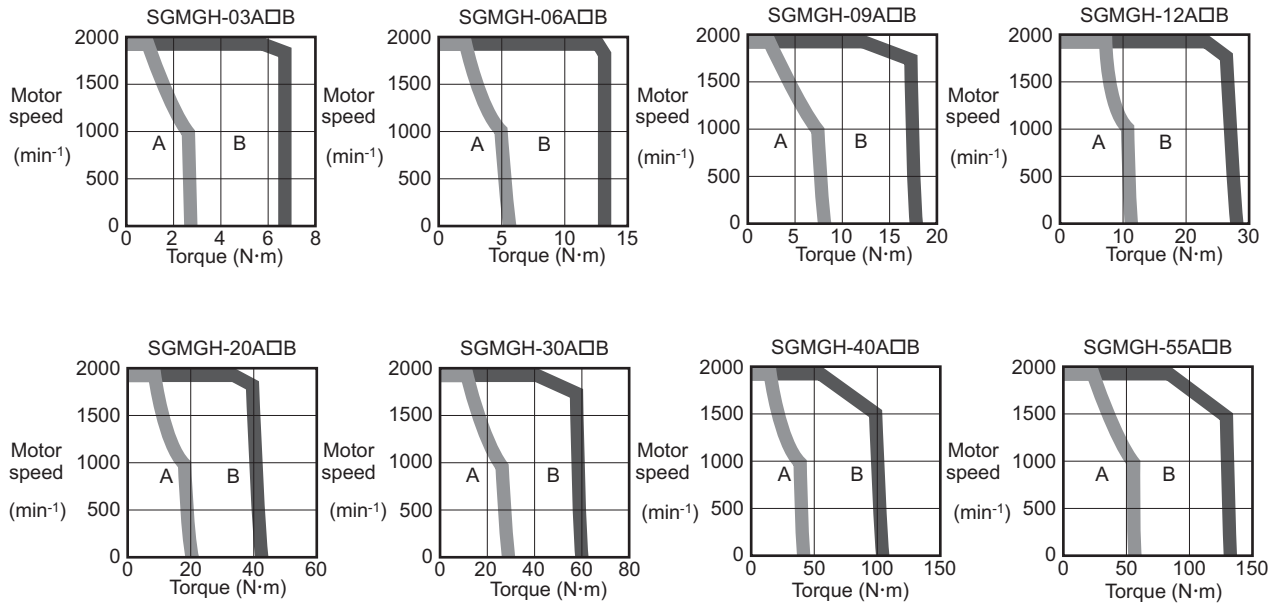 SGMGH-03A□B
2000
1500
1000
500
0
Motor
speed
(min-1)
A
B
0 2 4 6 8
Torque (N·m)
SGMGH-06A□B
2000
1500
1000
500
0
Motor
speed
(min-1)
A
B
0 5 10 15
Torque (N·m)
SGMGH-09A□B
2000
1500
1000
500
0
Motor
speed
(min-1)
A
B
0 5 10 15 20
Torque (N·m)
SGMGH-12A□B
2000
1500
1000
500
0
Motor
speed
(min-1)
A
B
0 10 20 30
Torque (N·m)
SGMGH-20A□B
2000
1500
1000
500
0
Motor
speed
(min-1)
A
B
0 20 40 60
Torque (N·m)
SGMGH-30A□B
2000
1500
1000
500
0
Motor
speed
(min-1)
A
B
0 20 40 60 80
Torque (N·m)
SGMGH-40A□B
2000
1500
1000
500
0
Motor
speed
(min-1)
A
B
0 50 100 150
Torque (N·m)
SGMGH-55A□B
2000
1500
1000
500
0
Motor
speed
(min-1)
A
B
0 50 100 150
Torque (N·m)